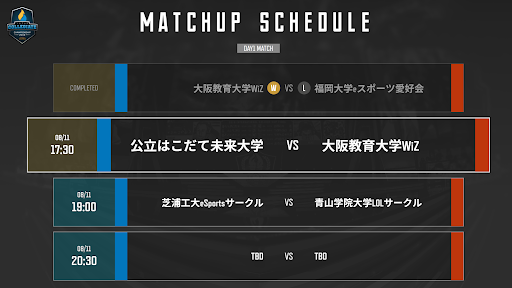 COLLEGIATE
MATCHUP SCHEDULE
DAY1 MATCH
COMPLETED 大阪教育大学WiZ W VS L 福岡大学eスポーツ愛好会
08/11
17:30 公立はこだて未来大学 VS 大阪教育大学WiZ
08/11
19:00 芝浦工大eSportsサークル VS 青山学院大学LOLサークル
08/11
20:30 TBD VS TBD